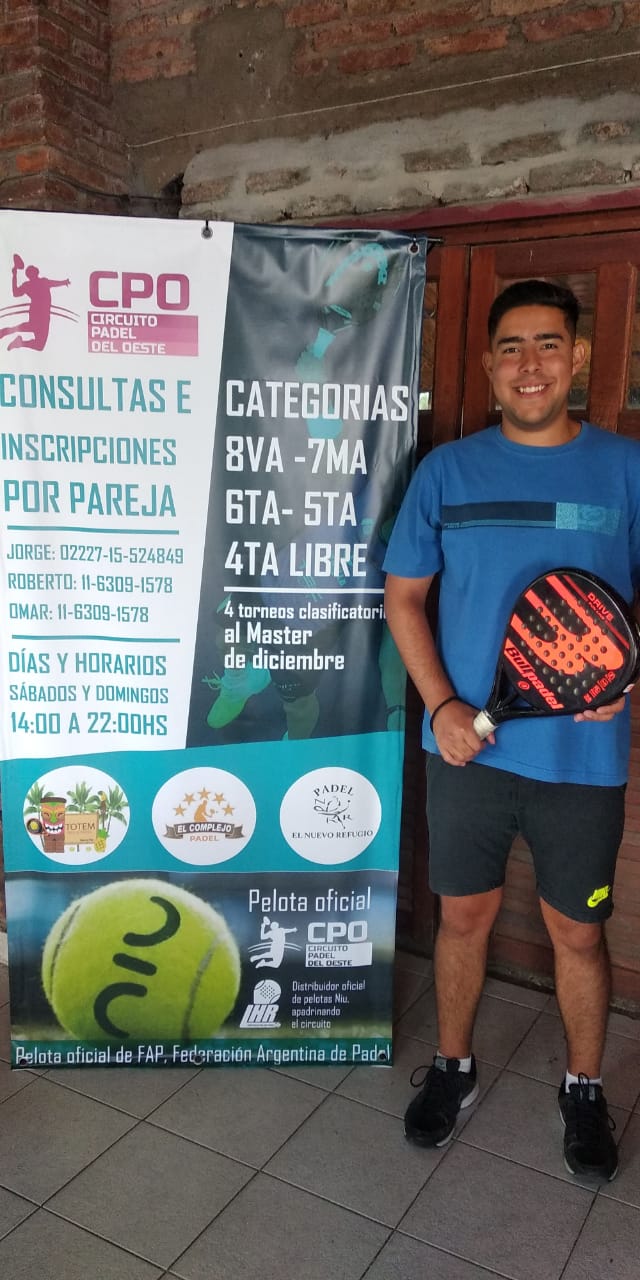 CPO
CIRCUITO
PADEL
DEL OESTE
CONSULTAS E
INSCRIPCIONES
POR PAREJA
JORGE: 02227-15-524849
ROBERTO: 11-6309-1578
OMAR: 11-6309-1578
DÍAS Y HORARIOS
SÁBADOS Y DOMINGOS
14:00 A 22:00HS
CATEGORIAS
8VA -7MA
6TA- 5TA
4TA LIBRE
4 torneos clasificatori
al Master
de diciembre
TOTEM
EL COMPLEJO
PADEL
PADEL
EL NUEVO REFUGIO
Pelota oficial
CPO
CIRCUITO
PADEL
DEL OESTE
Distribuidor oficial
de pelotas Niu.
apadrinando
el circuito
LHR
Pelota oficial de FAP, Federación Argentina de Padel
DRIVE
Bullpadel
NIKE